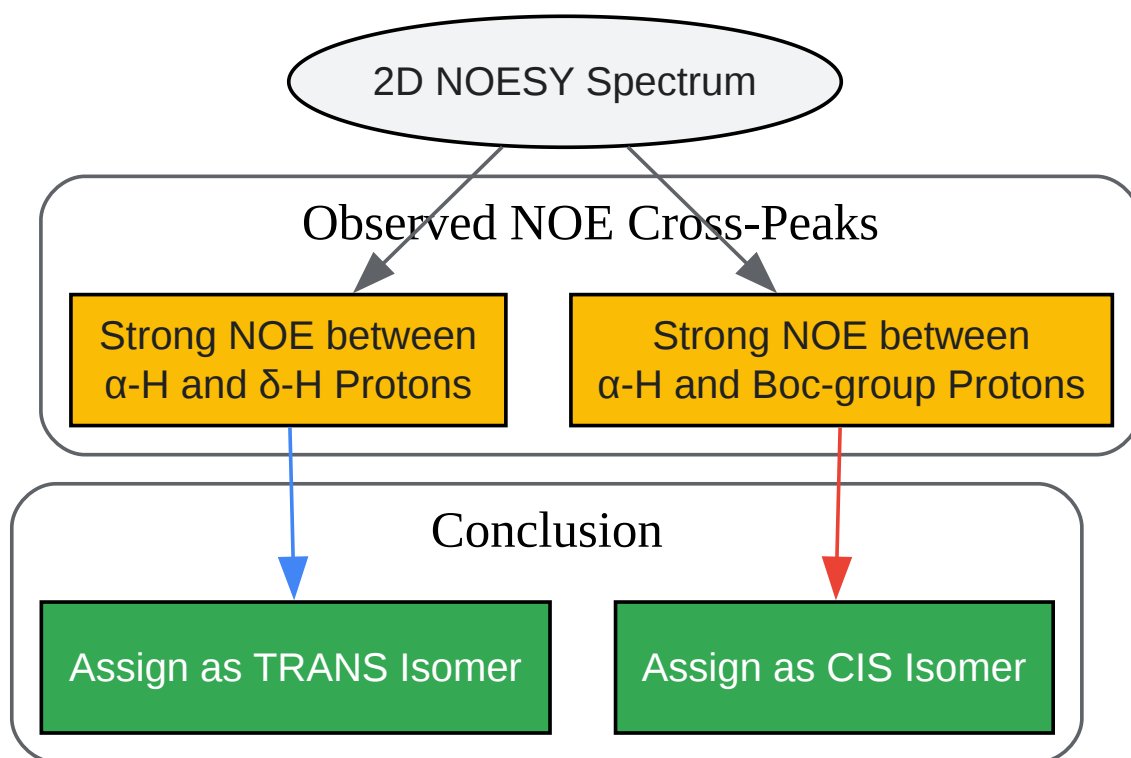 2D NOESY Spectrum
Observed NOE Cross-Peaks
Strong NOE between
α-H and δ-H Protons
Strong NOE between
α-H and Boc-group Protons
Conclusion
Assign as TRANS Isomer
Assign as CIS Isomer